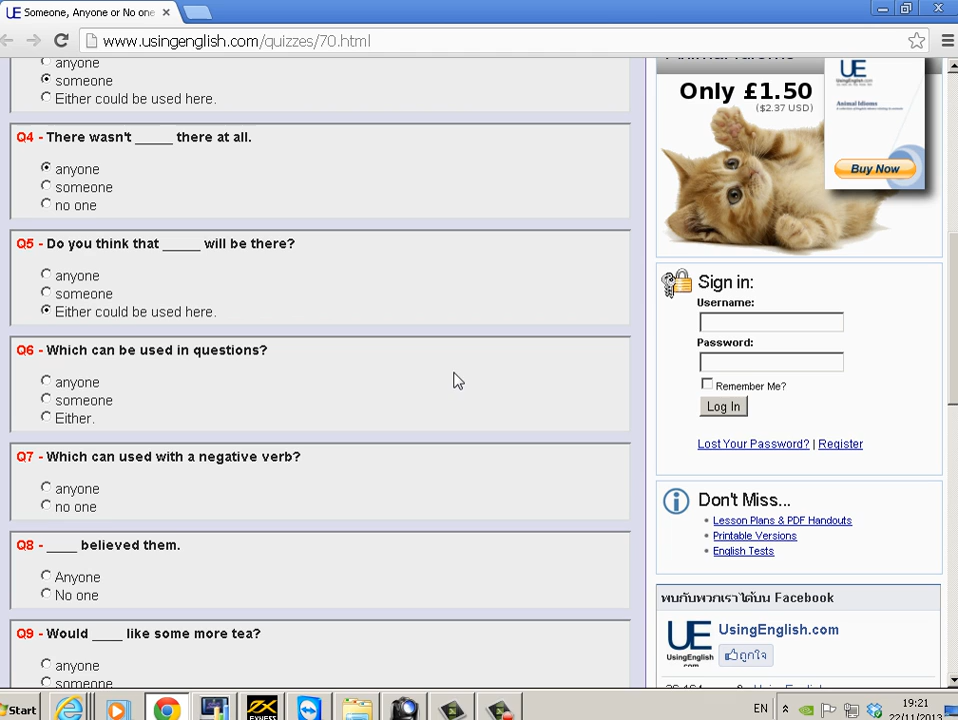 Someone, Anyone or No one
www.usingenglish.com/quizzes/70.html
anyone
someone
Either could be used here.
Q4 - There wasn't _____ there at all.
anyone
someone
no one
Q5 - Do you think that _____ will be there?
anyone
someone
Either could be used here.
Q6 - Which can be used in questions?
anyone
someone
Either.
Q7 - Which can used with a negative verb?
anyone
no one
Q8 - ____ believed them.
Anyone
No one
Q9 - Would ____ like some more tea?
anyone
someone
Animal Idioms
Only £1.50
($2.37 USD)
UE
Animal Idioms
Buy Now
Sign in:
Username:
Password:
Remember Me?
Log In
Lost Your Password? | Register
Don't Miss...
Lesson Plans & PDF Handouts
Printable Versions
English Tests
พบกับพวกเราได้บน Facebook
UE
UsingEnglish.com
UsingEnglish.com
ถูกใจ
Start
EXNESS
EN
19:21
22/11/2013